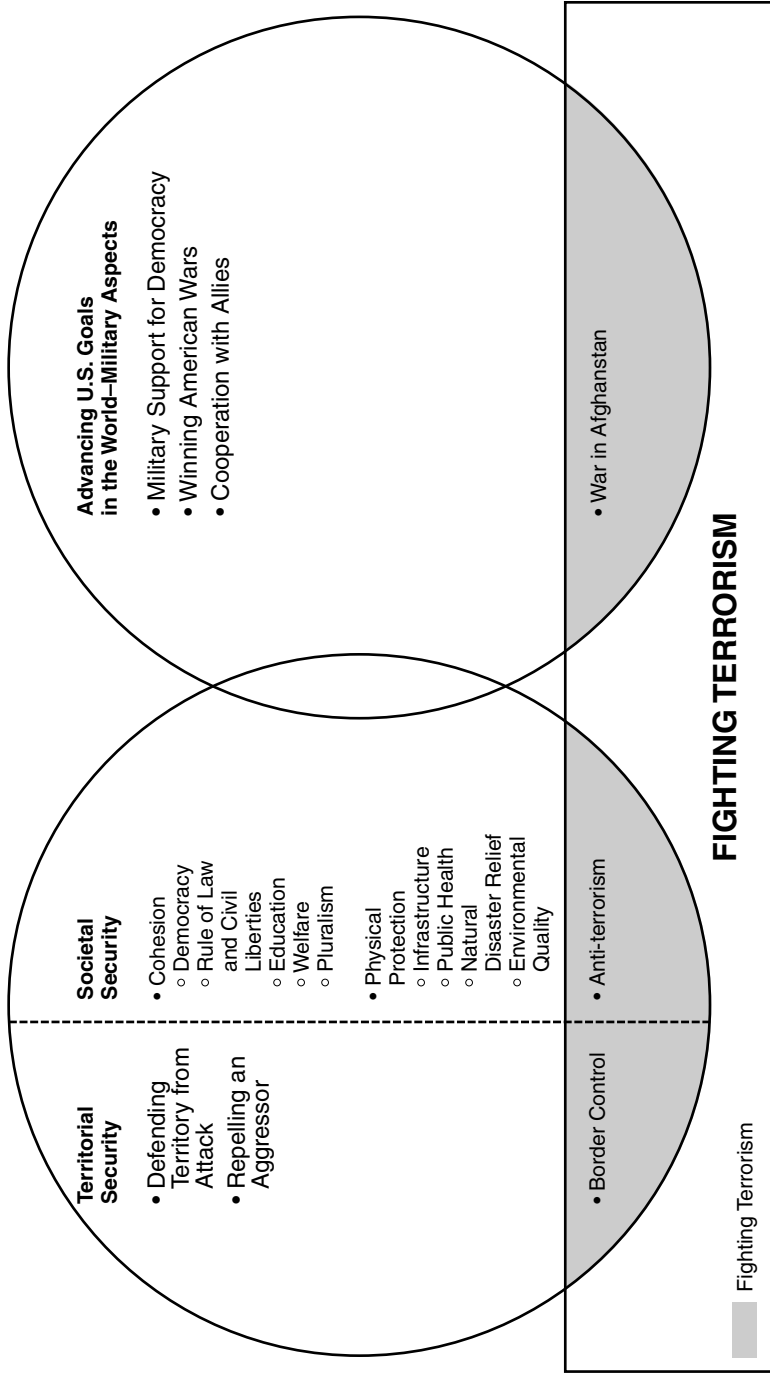 Territorial
Security
• Defending
Territory from
Attack
• Repelling an
Aggressor
• Border Control
Societal
Security
• Cohesion
○ Democracy
○ Rule of Law
and Civil
Liberties
○ Education
○ Welfare
○ Pluralism
• Physical
Protection
○ Infrastructure
○ Public Health
○ Natural
Disaster Relief
○ Environmental
Quality
• Anti-terrorism
Advancing U.S. Goals
in the World–Military Aspects
• Military Support for Democracy
• Winning American Wars
• Cooperation with Allies
• War in Afghanstan
FIGHTING TERRORISM
Fighting Terrorism